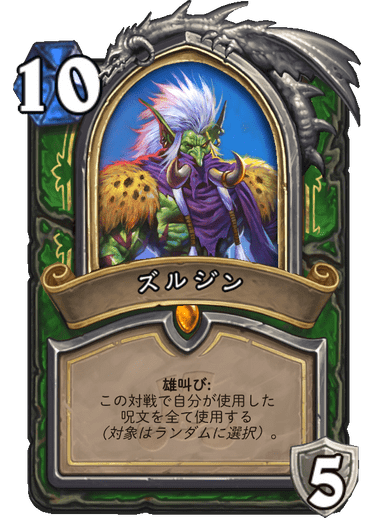 10
ズルジン
雄叫び:
この対戦で自分が使用した
呪文を全て使用する
(対象はランダムに選択)。
5